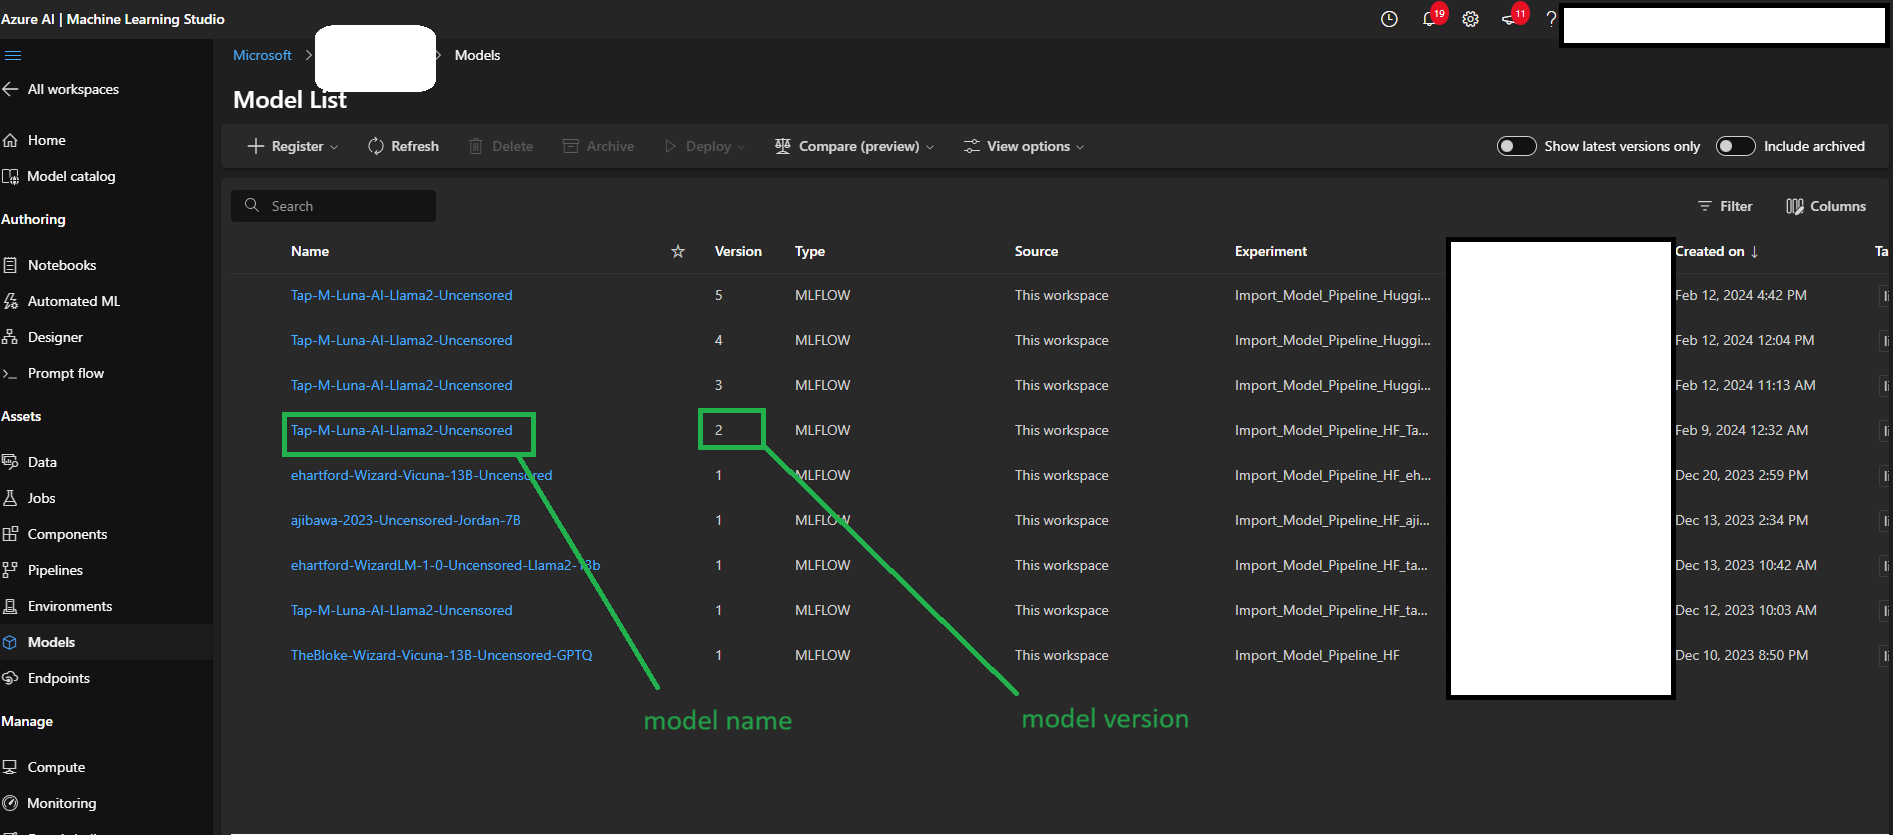 Azure AI | Machine Learning Studio
19
11
?
Microsoft > > Models
All workspaces
Model List
Home
Model catalog
Authoring
Notebooks
Automated ML
Designer
Prompt flow
Assets
Data
Jobs
Components
Pipelines
Environments
Models
Endpoints
Manage
Compute
Monitoring
Register Refresh Delete Archive Deploy Compare (preview) View options Show latest versions only Include archived
Search Filter Columns
Name Version Type Source Experiment Created on ↓ Ta
Tap-M-Luna-AI-Llama2-Uncensored 5 MLFLOW This workspace Import_Model_Pipeline_Huggi... Feb 12, 2024 4:42 PM
Tap-M-Luna-AI-Llama2-Uncensored 4 MLFLOW This workspace Import_Model_Pipeline_Huggi... Feb 12, 2024 12:04 PM
Tap-M-Luna-AI-Llama2-Uncensored 3 MLFLOW This workspace Import_Model_Pipeline_Huggi... Feb 12, 2024 11:13 AM
Tap-M-Luna-AI-Llama2-Uncensored 2 MLFLOW This workspace Import_Model_Pipeline_HF_Ta... Feb 9, 2024 12:32 AM
ehartford-Wizard-Vicuna-13B-Uncensored 1 MLFLOW This workspace Import_Model_Pipeline_HF_eh... Dec 20, 2023 2:59 PM
ajibawa-2023-Uncensored-Jordan-7B 1 MLFLOW This workspace Import_Model_Pipeline_HF_aji... Dec 13, 2023 2:34 PM
ehartford-WizardLM-1-0-Uncensored-Llama2-13b 1 MLFLOW This workspace Import_Model_Pipeline_HF_ta... Dec 13, 2023 10:42 AM
Tap-M-Luna-AI-Llama2-Uncensored 1 MLFLOW This workspace Import_Model_Pipeline_HF_ta... Dec 12, 2023 10:03 AM
TheBloke-Wizard-Vicuna-13B-Uncensored-GPTQ 1 MLFLOW This workspace Import_Model_Pipeline_HF Dec 10, 2023 8:50 PM
model name
model version